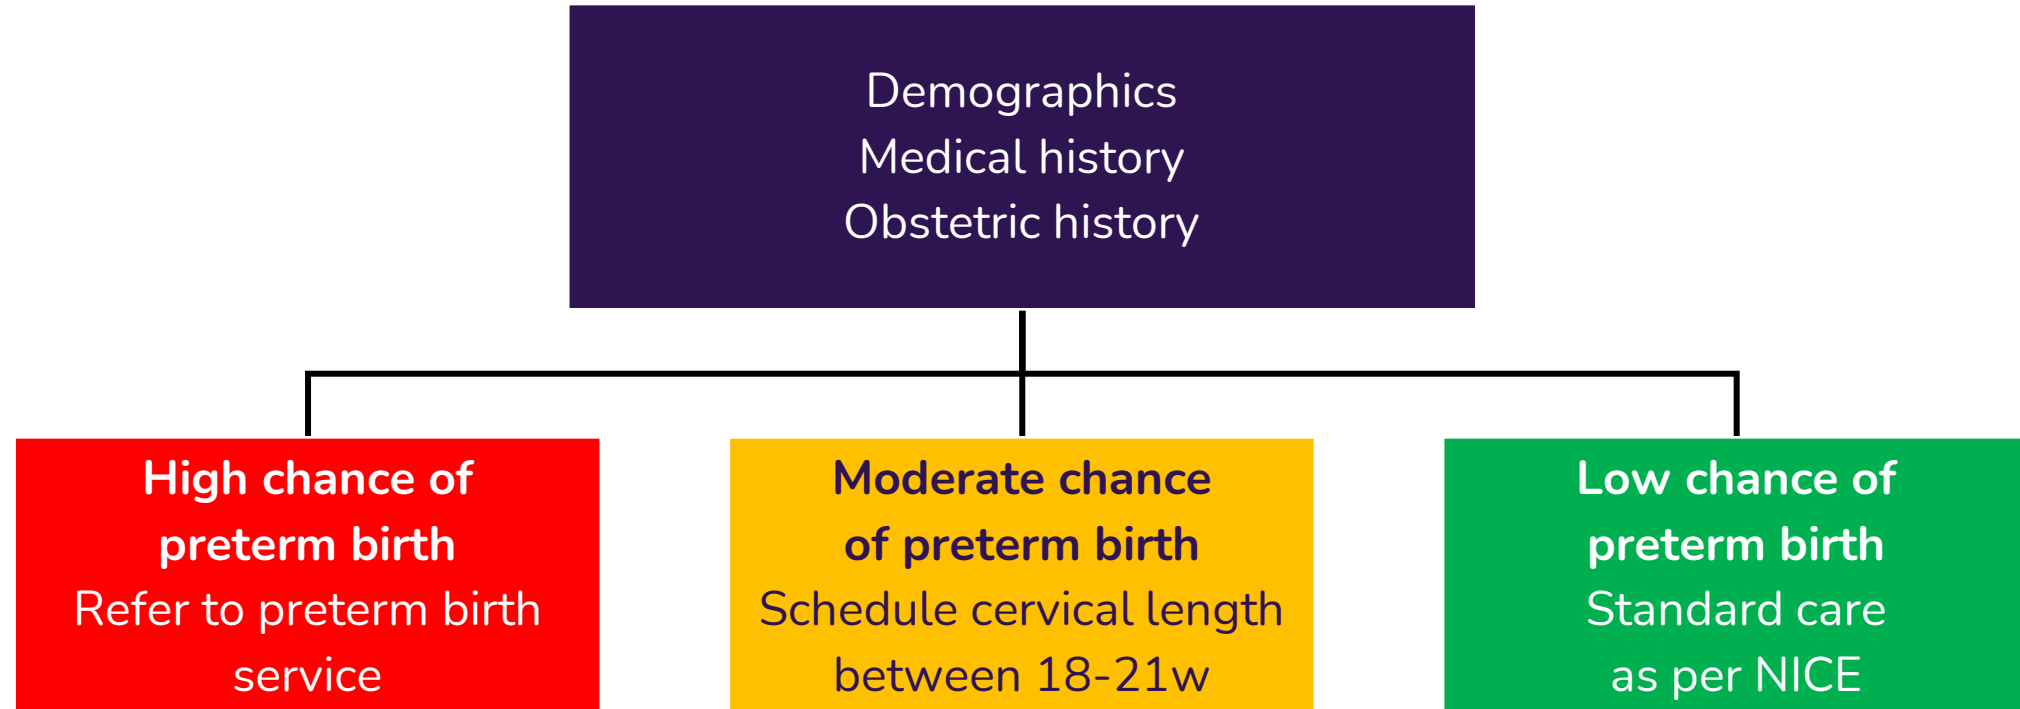 Demographics
Medical history
Obstetric history
High chance of
preterm birth
Refer to preterm birth
service
Moderate chance
of preterm birth
Schedule cervical length
between 18-21w
Low chance of
preterm birth
Standard care
as per NICE